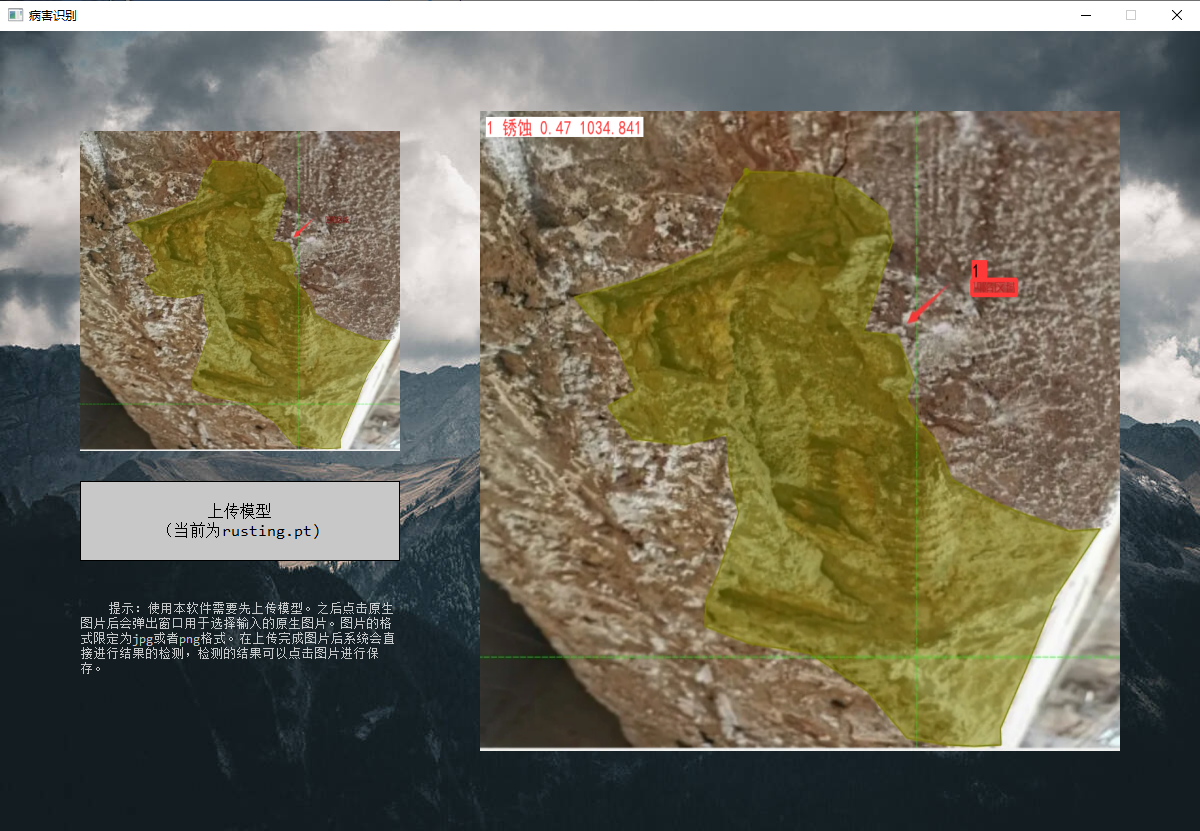 病害识别
1 锈蚀 0.47 1034.841
1
上传模型
(当前为rusting.pt)
提示：使用本软件需要先上传模型。之后点击原生
图片后会弹出窗口用于选择输入的原生图片。图片的格
式限定为jpg或者png格式。在上传完成图片后系统会直
接进行结果的检测，检测的结果可以点击图片进行保
存。